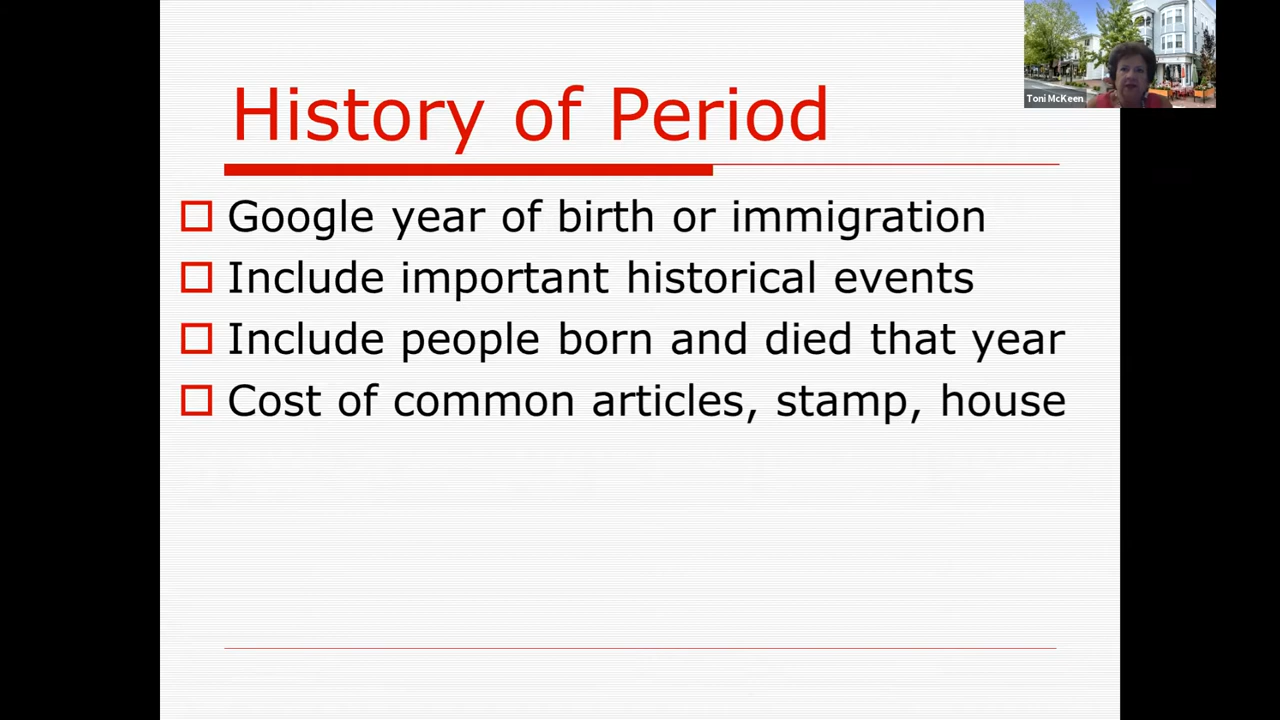 History of Period
Google year of birth or immigration
Include important historical events
Include people born and died that year
Cost of common articles, stamp, house
Toni McKeen